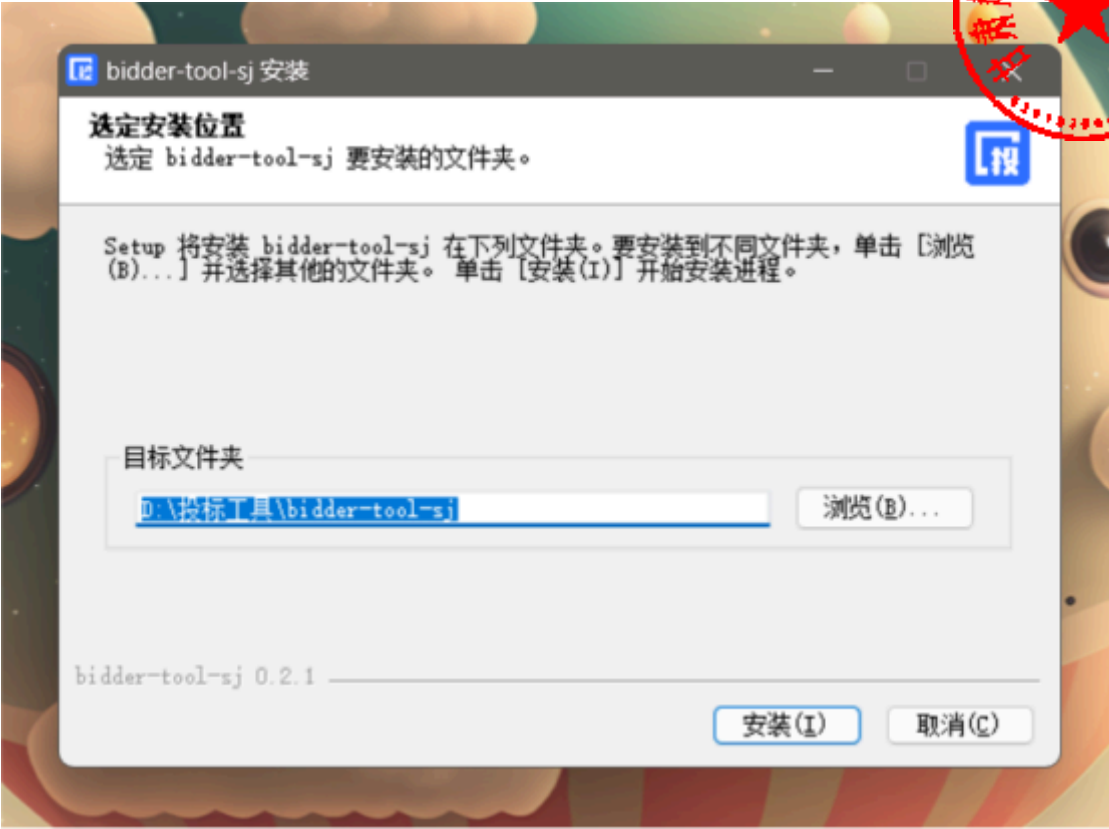 bidder-tool-sj 安装
选定安装位置
选定 bidder-tool-sj 要安装的文件夹。
投
Setup 将安装 bidder-tool-sj 在下列文件夹。要安装到不同文件夹，单击 [浏览
(B)...] 并选择其他的文件夹。 单击 [安装(I)] 开始安装进程。
目标文件夹
D:\投标工具\bidder-tool-sj
浏览(B)...
bidder-tool-sj 0.2.1
安装(I)
取消(C)